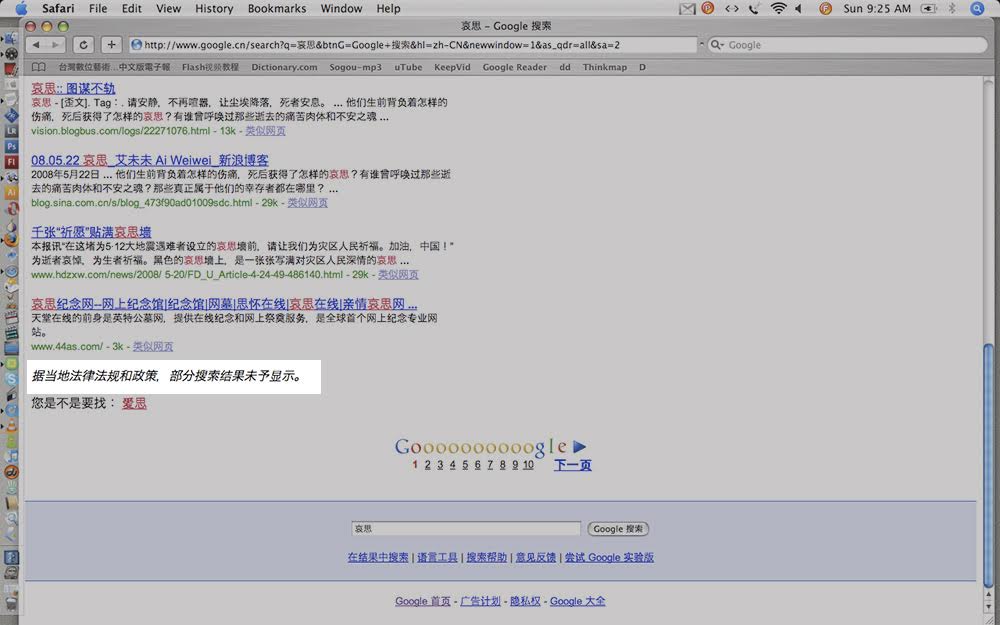 Safari File Edit View History Bookmarks Window Help Sun 9:25 AM
哀思 - Google 搜索
http://www.google.cn/search?q=哀思&btnG=Google+搜索&hl=zh-CN&newwindow=1&as_qdr=all&sa=2 Google
台灣數位藝術...中文版電子報 Flash视频教程 Dictionary.com Sogou-mp3 uTube KeepVid Google Reader dd Thinkmap D
哀思:: 图谋不轨
哀思 - [歪文]. Tag：. 请安静，不再喧嚣，让尘埃降落，死者安息。 ... 他们生前背负着怎样的
伤痛，死后获得了怎样的哀思？有谁曾呼唤过那些逝去的痛苦肉体和不安之魂 ...
vision.blogbus.com/logs/22271076.html - 13k - 类似网页
08.05.22 哀思_艾未未 Ai Weiwei_新浪博客
2008年5月22日 ... 他们生前背负着怎样的伤痛，死后获得了怎样的哀思？有谁曾呼唤过那些逝
去的痛苦肉体和不安之魂？那些真正属于他们的幸存者都在哪里？ ...
blog.sina.com.cn/s/blog_473f90ad01009sdc.html - 29k - 类似网页
千张“祈愿”贴满哀思墙
本报讯“在这堵为5·12大地震遇难者设立的哀思墙前，请让我们为灾区人民祈福。加油，中国！”
为逝者哀悼，为生者祈福。黑色的哀思墙上，是一张张写满对灾区人民深情的哀思 ...
www.hdzxw.com/news/2008/ 5-20/FD_U_Article-4-24-49-486140.html - 29k - 类似网页
哀思纪念网--网上纪念馆|纪念馆|网墓|思怀在线|哀思在线|亲情哀思网 ...
天堂在线的前身是英特公墓网，提供在线纪念和网上祭奠服务，是全球首个网上纪念专业网
站。
www.44as.com/ - 3k - 类似网页
据当地法律法规和政策，部分搜索结果未予显示。
您是不是要找： 爱思
Goooooooooogle
1 2 3 4 5 6 7 8 9 10 下一页
哀思 Google 搜索
在结果中搜索 | 语言工具 | 搜索帮助 | 意见反馈 | 尝试 Google 实验版
Google 首页 - 广告计划 - 隐私权 - Google 大全